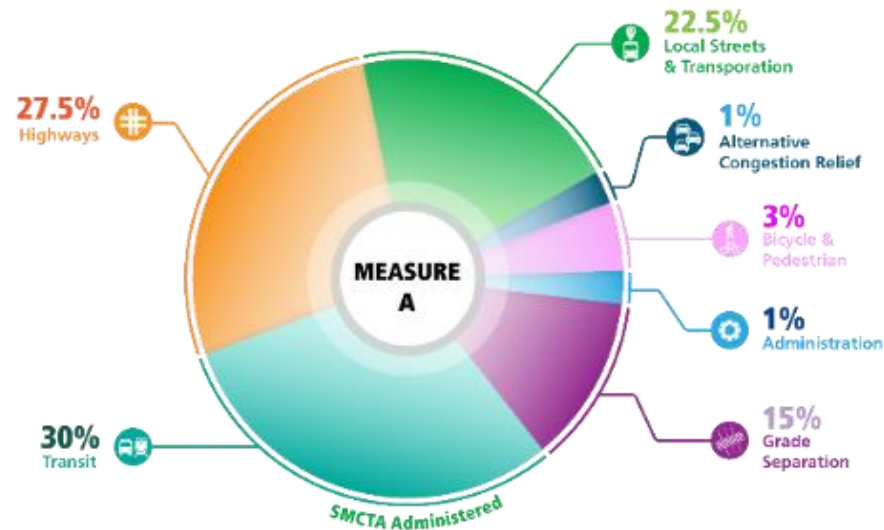 22.5%
Local Streets
& Transporation
27.5%
Highways
1%
Alternative
Congestion Relief
3%
Bicycle &
Pedestrian
MEASURE
A
1%
Administration
15%
Grade
Separation
30%
Transit
SMCTA Administered